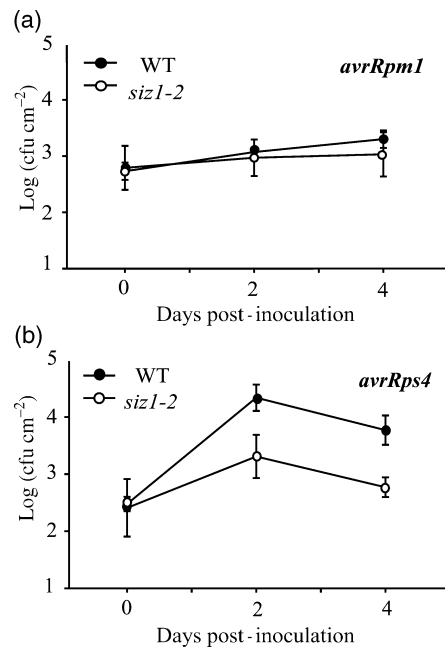 (a)
5
4
3
2
1
Log (cfu cm⁻²)
WT
siz1-2
avrRpm1
0 2 4
Days post-inoculation
(b)
5
4
3
2
1
Log (cfu cm⁻²)
WT
siz1-2
avrRps4
0 2 4
Days post-inoculation